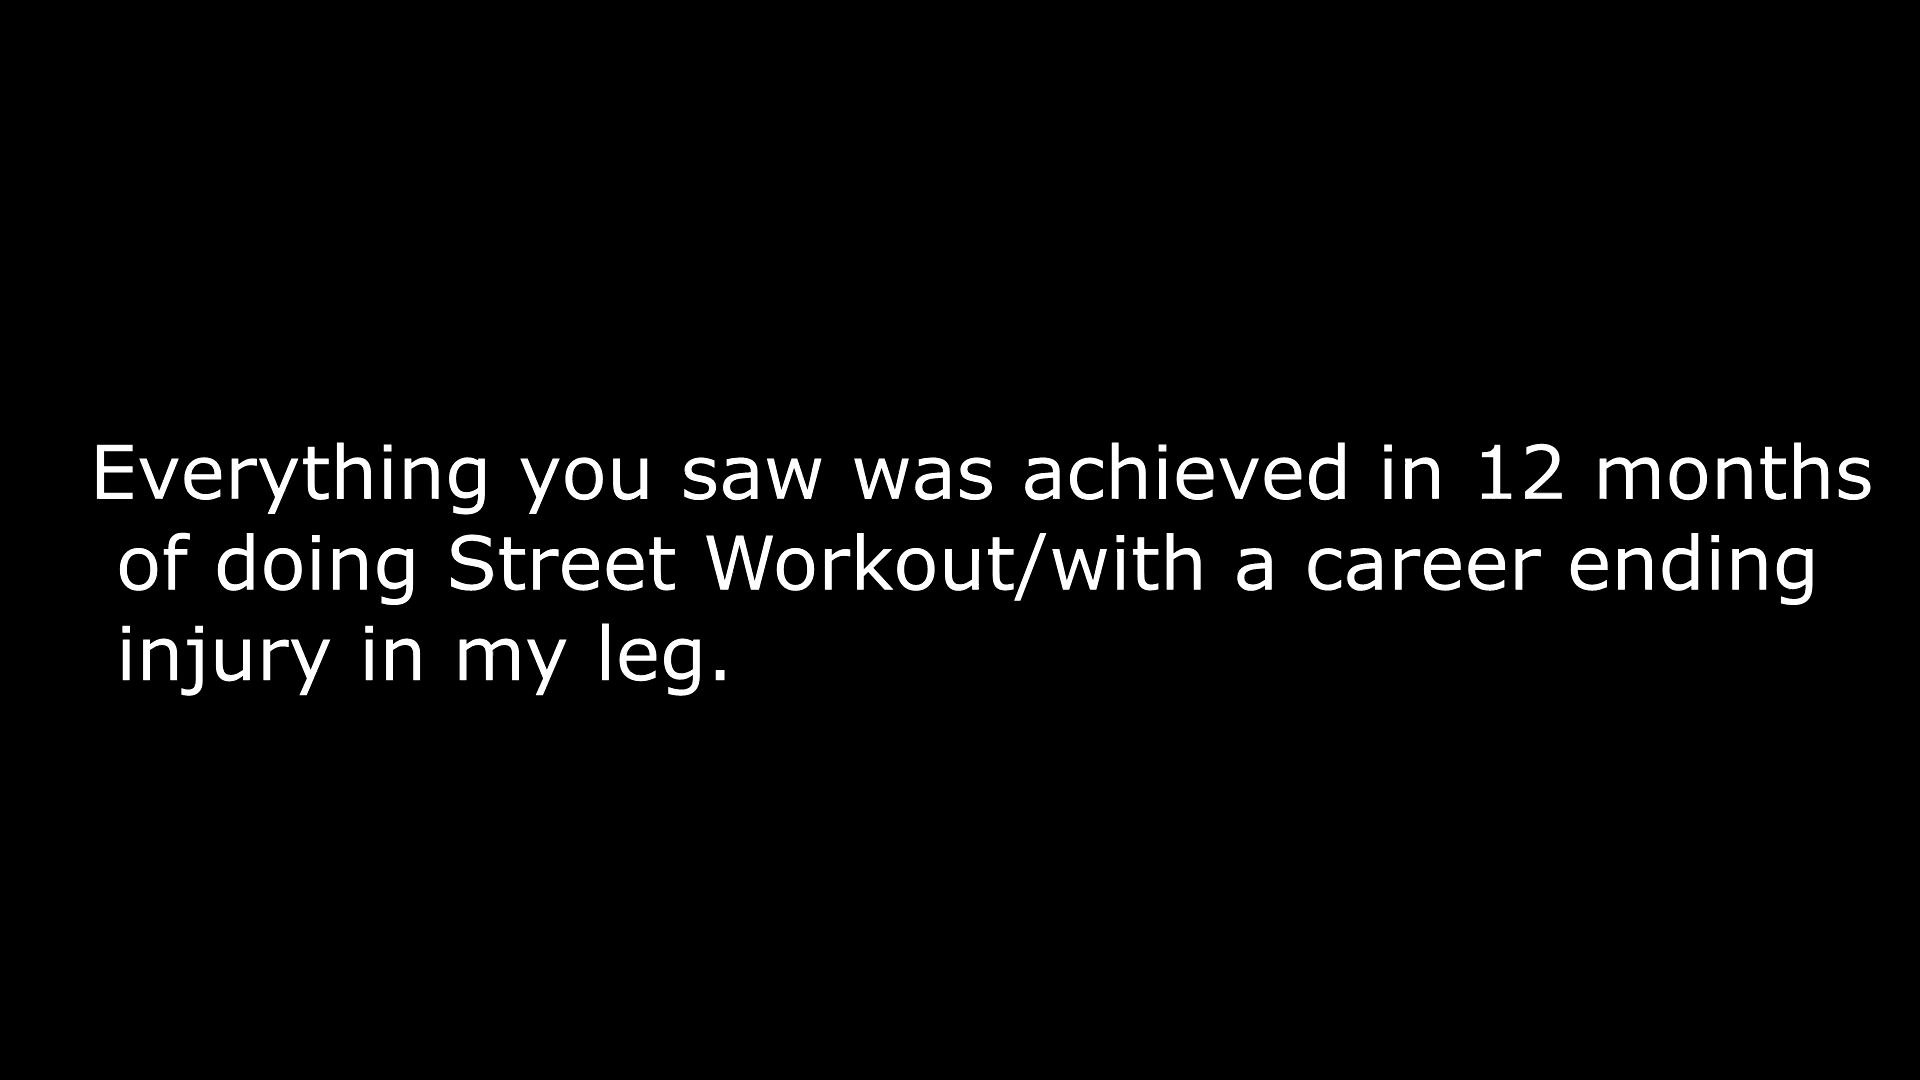 Everything you saw was achieved in 12 months
of doing Street Workout/with a career ending
injury in my leg.